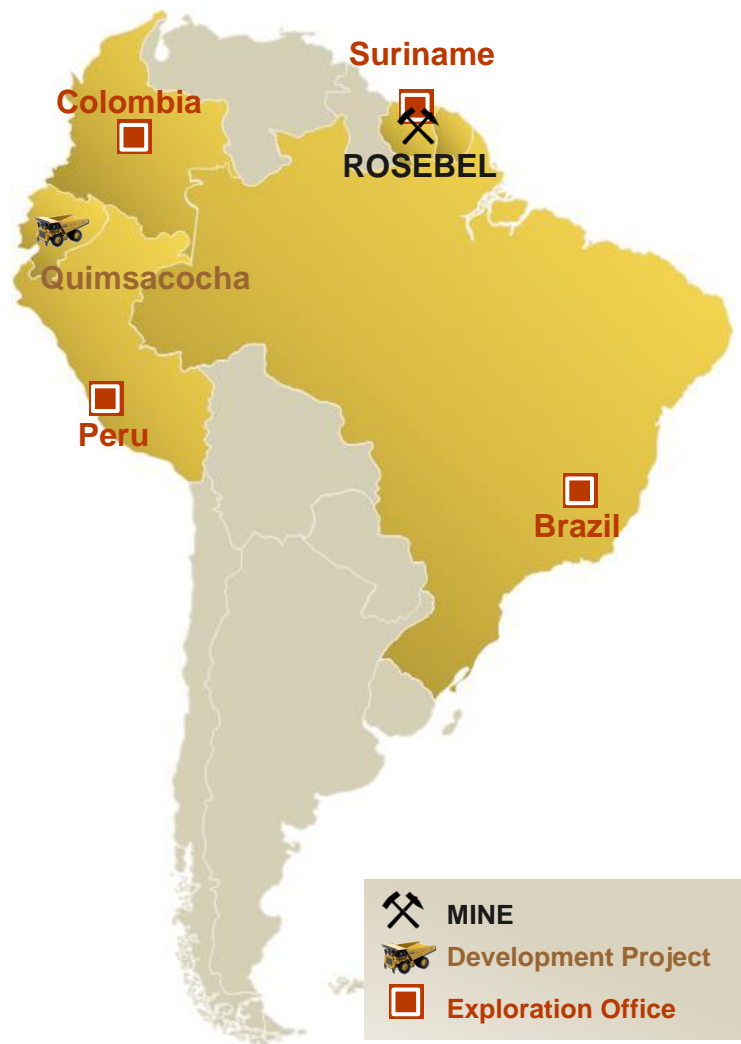 Suriname
Colombia
ROSEBEL
Quimsacocha
Peru
Brazil
MINE
Development Project
Exploration Office